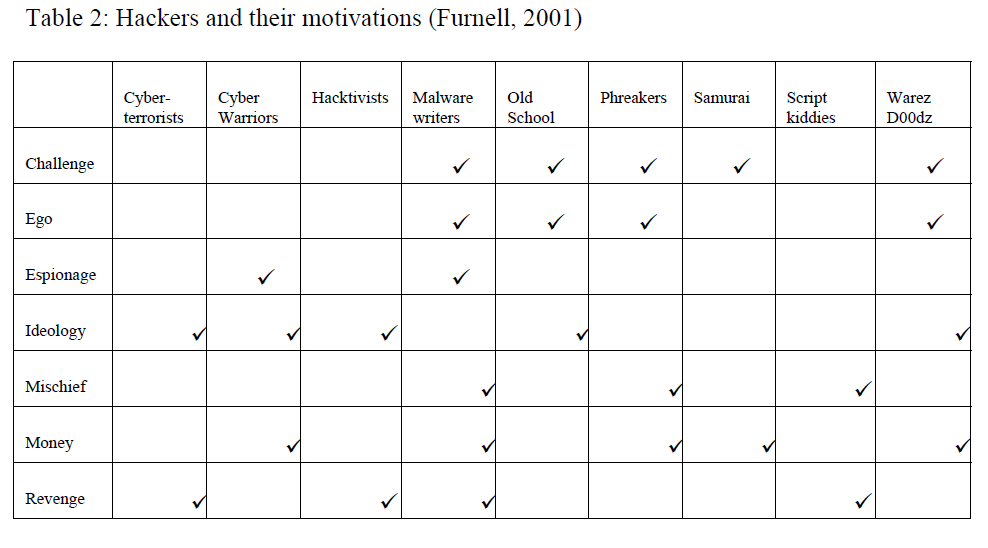 Table 2: Hackers and their motivations (Furnell, 2001)
Cyber-
terrorists
Cyber
Warriors
Hacktivists
Malware
writers
Old
School
Phreakers
Samurai
Script
kiddies
Warez
D00dz
Challenge ✓ ✓ ✓ ✓ ✓
Ego ✓ ✓ ✓ ✓
Espionage ✓ ✓
Ideology ✓ ✓ ✓ ✓ ✓
Mischief ✓ ✓ ✓
Money ✓ ✓ ✓ ✓ ✓
Revenge ✓ ✓ ✓ ✓